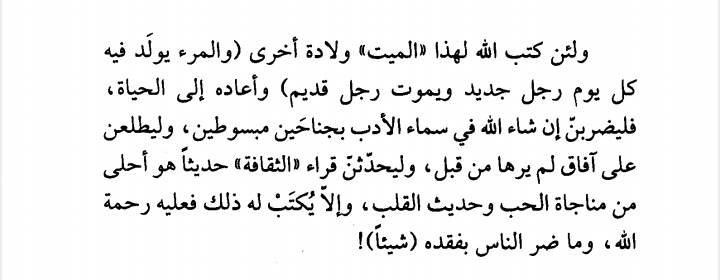 ولئن كتب الله لهذا «الميت» ولادة أخرى (والمرء يولَد فيه
كل يوم رجل جديد ويموت رجل قديم) وأعاده إلى الحياة،
فليضربنّ إن شاء الله في سماء الأدب بجناحَين مبسوطين، وليطلعن
على آفاق لم يرها من قبل، وليحدّثنّ قراء «الثقافة» حديثاً هو أحلى
من مناجاة الحب وحديث القلب، وإلاّ يُكتَبْ له ذلك فعليه رحمة
الله، وما ضر الناس بفقده (شيئاً)!